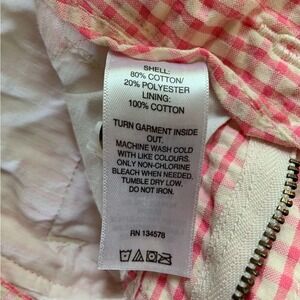 SHELL:
80% COTTON/
20% POLYESTER
LINING:
100% COTTON
TURN GARMENT INSIDE
OUT.
MACHINE WASH COLD
WITH LIKE COLOURS.
ONLY NON-CHLORINE
BLEACH WHEN NEEDED.
TUMBLE DRY LOW.
DO NOT IRON.
RN 134578